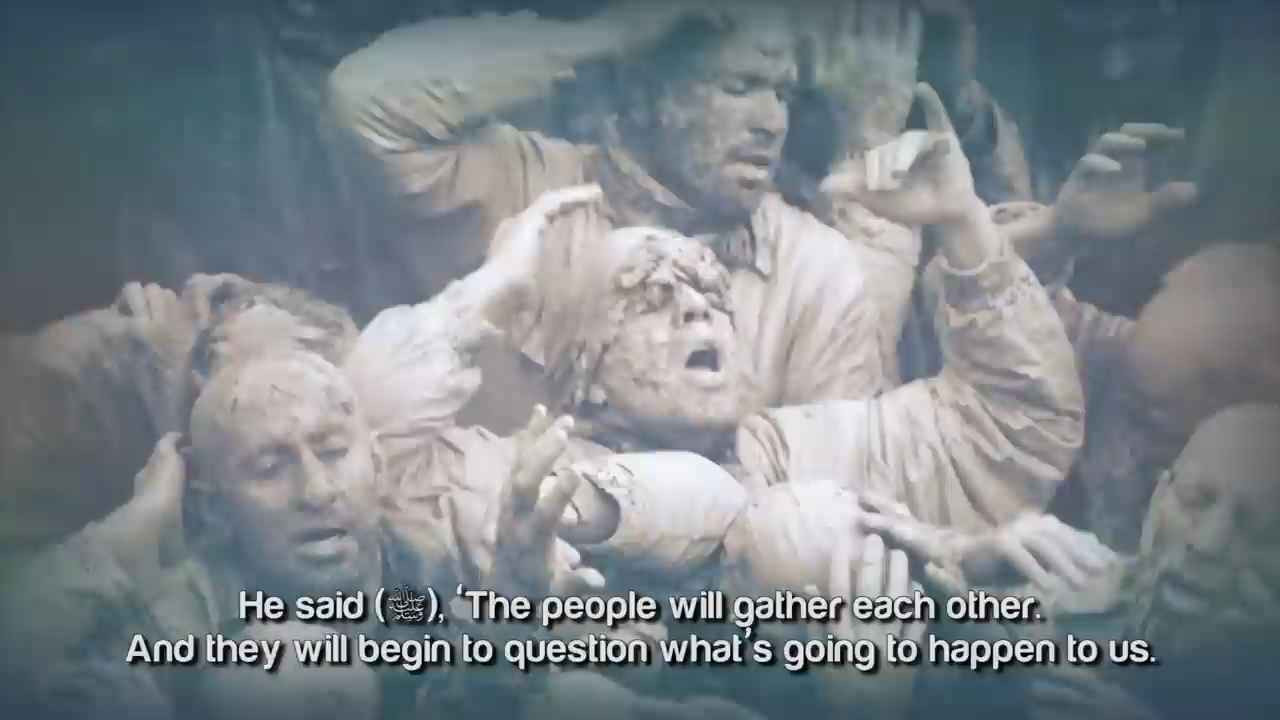 He said (ﷺ), ‘The people will gather each other.
And they will begin to question what's going to happen to us.